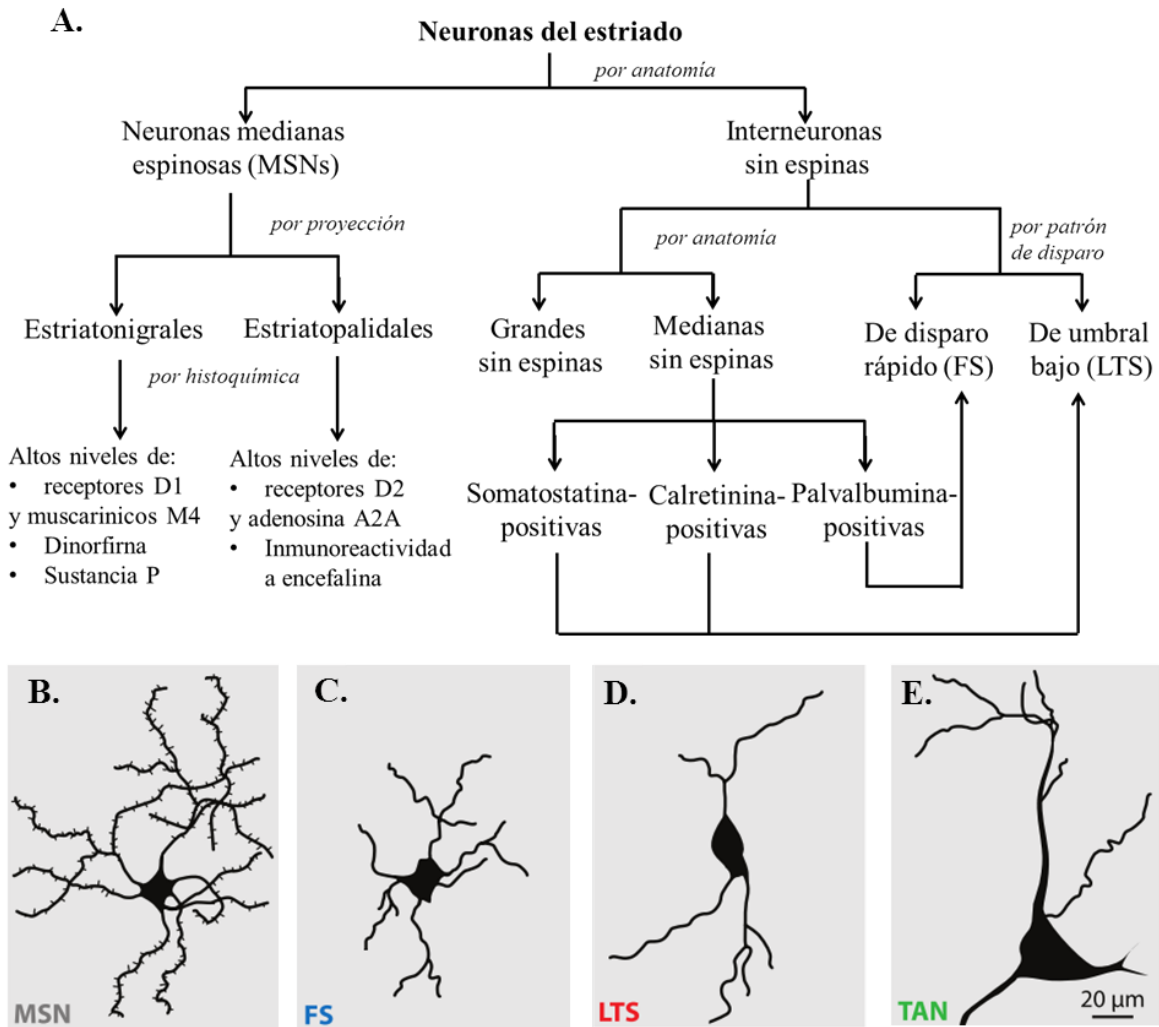 A.
Neuronas del estriado
por anatomía
Neuronas medianas
espinosas (MSNs)
Interneuronas
sin espinas
por proyección
por anatomía
por patrón
de disparo
Estriatonigrales
Estriatopalidales
Grandes
sin espinas
Medianas
sin espinas
De disparo
rápido (FS)
De umbral
bajo (LTS)
por histoquímica
Altos niveles de:
• receptores D1
y muscarinicos M4
• Dinorfirna
• Sustancia P
Altos niveles de:
• receptores D2
y adenosina A2A
• Inmunoreactividad
a encefalina
Somatostatina-
positivas
Calretinina-
positivas
Palvalbumina-
positivas
B.
MSN
C.
FS
D.
LTS
E.
TAN
20 µm